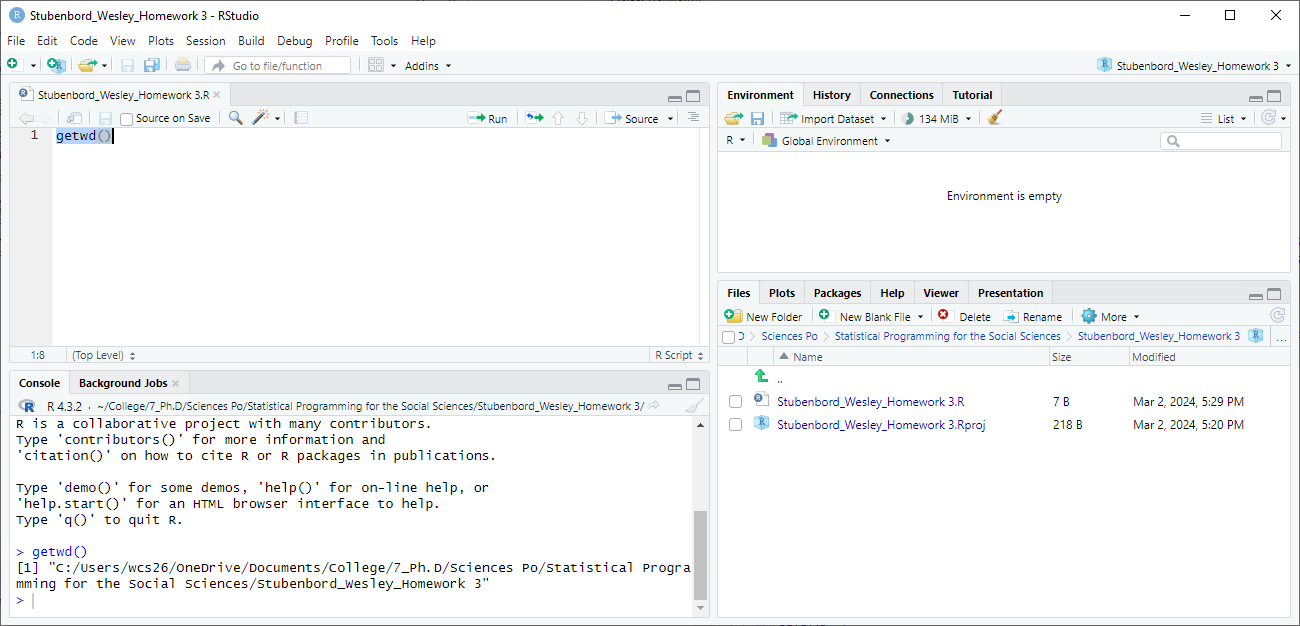 Stubenbord_Wesley_Homework 3 - RStudio
File Edit Code View Plots Session Build Debug Profile Tools Help
Go to file/function Addins Stubenbord_Wesley_Homework 3
Stubenbord_Wesley_Homework 3.R
Source on Save Run Source
1 getwd()
1:8 (Top Level) R Script
Console Background Jobs
R 4.3.2 · ~/College/7_Ph.D/Sciences Po/Statistical Programming for the Social Sciences/Stubenbord_Wesley_Homework 3/
R is a collaborative project with many contributors.
Type 'contributors()' for more information and
'citation()' on how to cite R or R packages in publications.
Type 'demo()' for some demos, 'help()' for on-line help, or
'help.start()' for an HTML browser interface to help.
Type 'q()' to quit R.
> getwd()
[1] "C:/Users/wcs26/OneDrive/Documents/College/7_Ph.D/Sciences Po/Statistical Progra
mming for the Social Sciences/Stubenbord_Wesley_Homework 3"
>
Environment History Connections Tutorial
Import Dataset 134 MiB List
R Global Environment
Environment is empty
Files Plots Packages Help Viewer Presentation
New Folder New Blank File Delete Rename More
Sciences Po Statistical Programming for the Social Sciences Stubenbord_Wesley_Homework 3 ...
Name Size Modified
..
Stubenbord_Wesley_Homework 3.R 7 B Mar 2, 2024, 5:29 PM
Stubenbord_Wesley_Homework 3.Rproj 218 B Mar 2, 2024, 5:20 PM